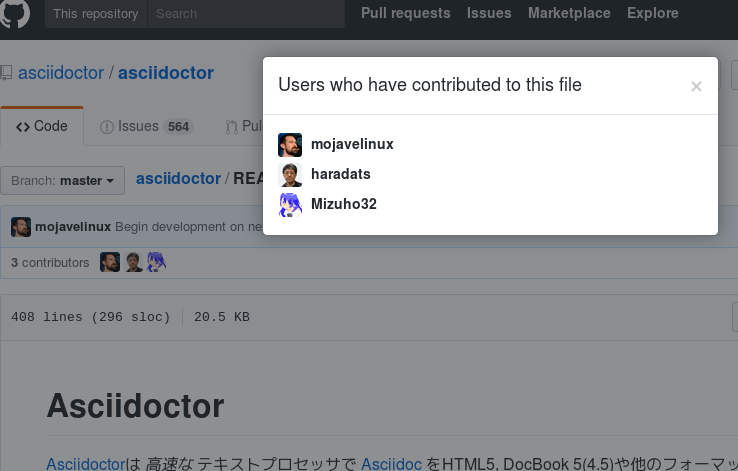 This repository Search Pull requests Issues Marketplace Explore
asciidoctor / asciidoctor
Users who have contributed to this file ×
Code Issues 564 Pul
mojavelinux
haradats
Mizuho32
Branch: master asciidoctor / REA
mojavelinux Begin development on ne
3 contributors
408 lines (296 sloc) 20.5 KB
Asciidoctor
Asciidoctorは 高速な テキストプロセッサで Asciidoc をHTML5, DocBook 5(4.5)や他のフォーマッ